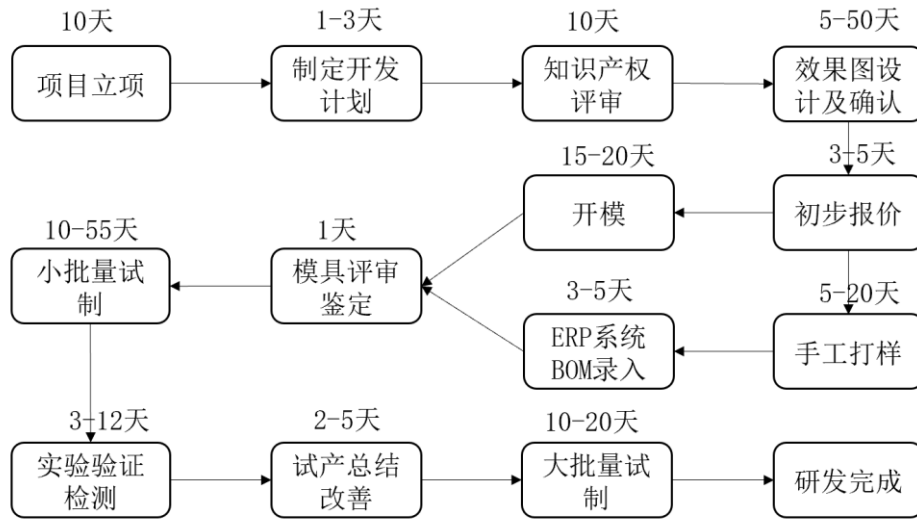 10天
1-3天
10天
5-50天
项目立项
制定开发
计划
知识产权
评审
效果图设
计及确认
3-5天
初步报价
15-20天
开模
5-20天
手工打样
3-5天
ERP系统
BOM录入
1天
模具评审
鉴定
10-55天
小批量试
制
3-12天
实验验证
检测
2-5天
试产总结
改善
10-20天
大批量试
制
研发完成